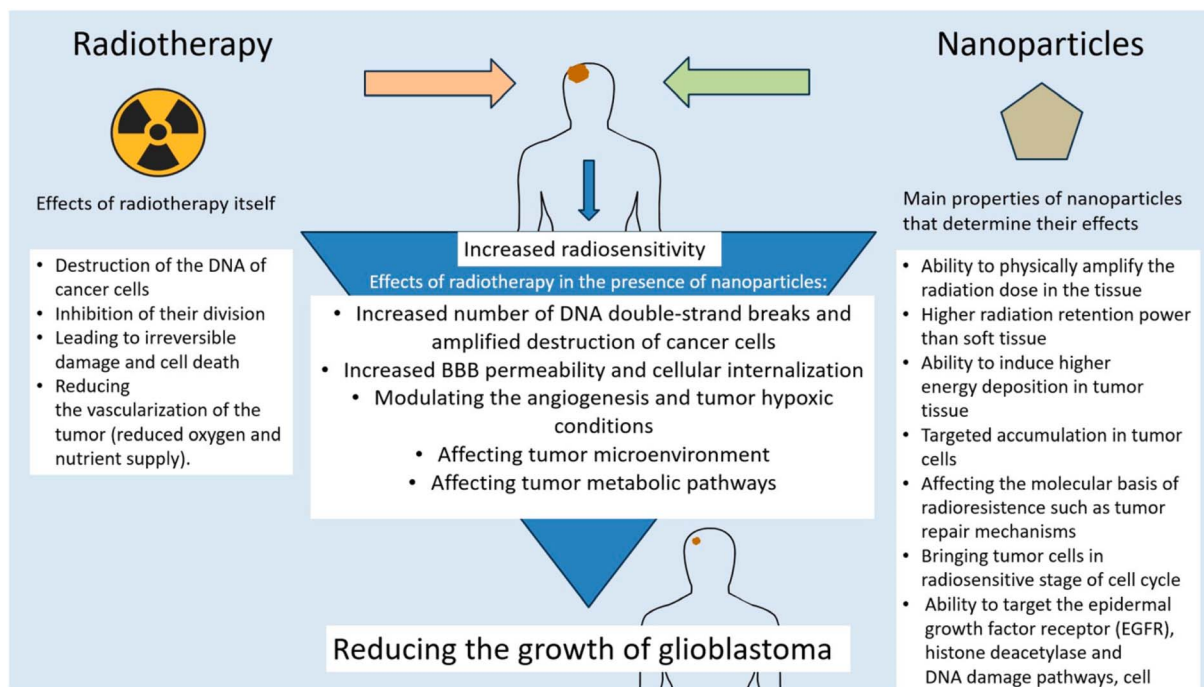 Radiotherapy
Effects of radiotherapy itself
• Destruction of the DNA of
cancer cells
• Inhibition of their division
• Leading to irreversible
damage and cell death
• Reducing
the vascularization of the
tumor (reduced oxygen and
nutrient supply).
Increased radiosensitivity
Effects of radiotherapy in the presence of nanoparticles:
• Increased number of DNA double-strand breaks and
amplified destruction of cancer cells
• Increased BBB permeability and cellular internalization
• Modulating the angiogenesis and tumor hypoxic
conditions
• Affecting tumor microenvironment
• Affecting tumor metabolic pathways
Reducing the growth of glioblastoma
Nanoparticles
Main properties of nanoparticles
that determine their effects
• Ability to physically amplify the
radiation dose in the tissue
• Higher radiation retention power
than soft tissue
• Ability to induce higher
energy deposition in tumor
tissue
• Targeted accumulation in tumor
cells
• Affecting the molecular basis of
radioresistence such as tumor
repair mechanisms
• Bringing tumor cells in
radiosensitive stage of cell cycle
• Ability to target the epidermal
growth factor receptor (EGFR),
histone deacetylase and
DNA damage pathways, cell